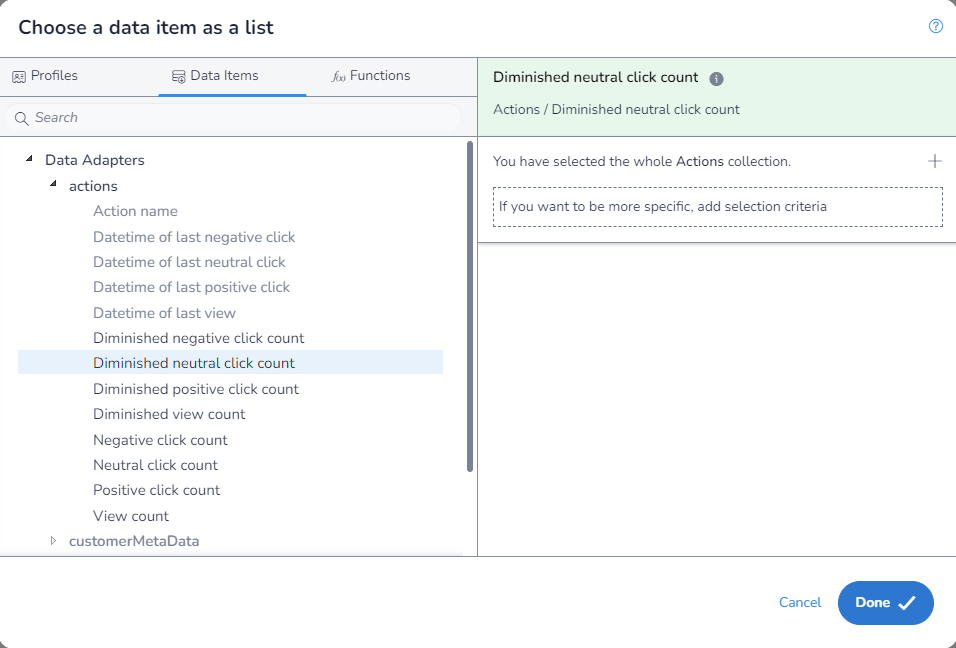 Choose a data item as a list
?
Profiles
Data Items
f(x) Functions
Search
Data Adapters
actions
Action name
Datetime of last negative click
Datetime of last neutral click
Datetime of last positive click
Datetime of last view
Diminished negative click count
Diminished neutral click count
Diminished positive click count
Diminished view count
Negative click count
Neutral click count
Positive click count
View count
customerMetaData
Diminished neutral click count i
Actions / Diminished neutral click count
You have selected the whole Actions collection.
If you want to be more specific, add selection criteria
Cancel
Done